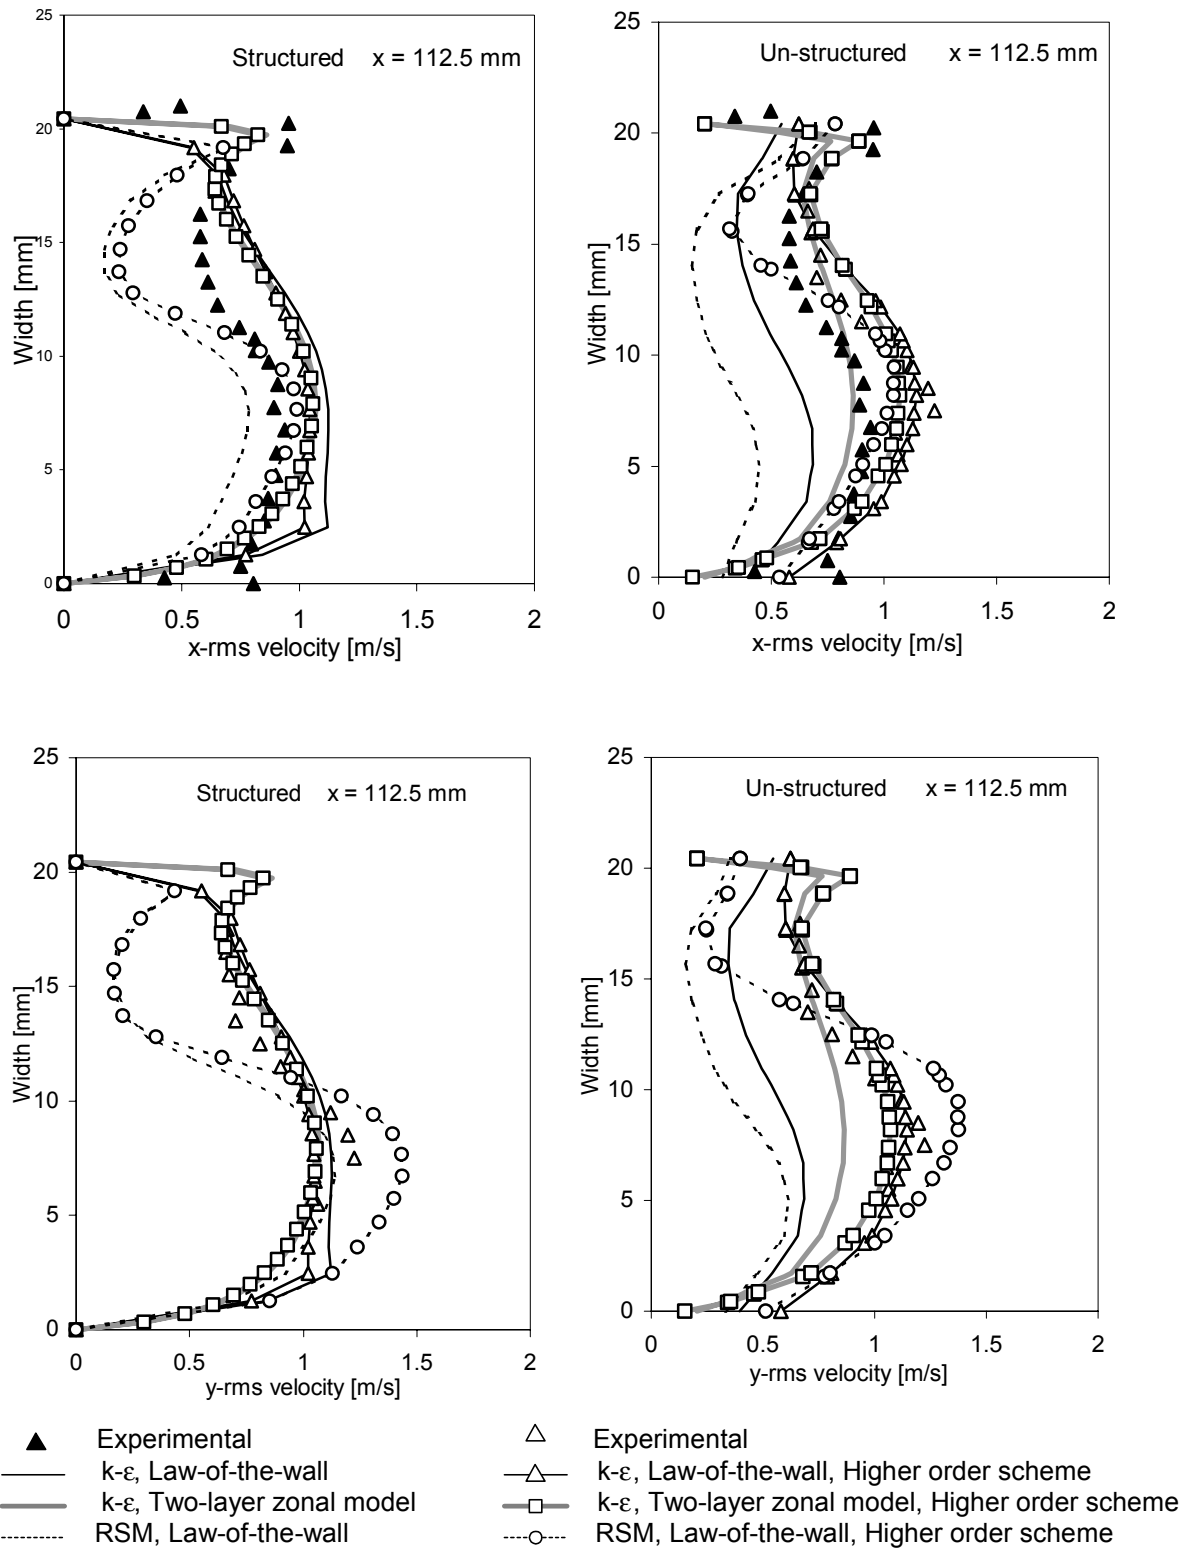 25
20
15
10
5
0
Structured x = 112.5 mm
Width [mm]
0 0.5 1 1.5 2
x-rms velocity [m/s]
25
20
15
10
5
0
Un-structured x = 112.5 mm
Width [mm]
0 0.5 1 1.5 2
x-rms velocity [m/s]
25
20
15
10
5
0
Structured x = 112.5 mm
Width [mm]
0 0.5 1 1.5 2
y-rms velocity [m/s]
25
20
15
10
5
0
Un-structured x = 112.5 mm
Width [mm]
0 0.5 1 1.5 2
y-rms velocity [m/s]
Experimental
k-ε, Law-of-the-wall
k-ε, Two-layer zonal model
RSM, Law-of-the-wall
Experimental
k-ε, Law-of-the-wall, Higher order scheme
k-ε, Two-layer zonal model, Higher order scheme
RSM, Law-of-the-wall, Higher order scheme